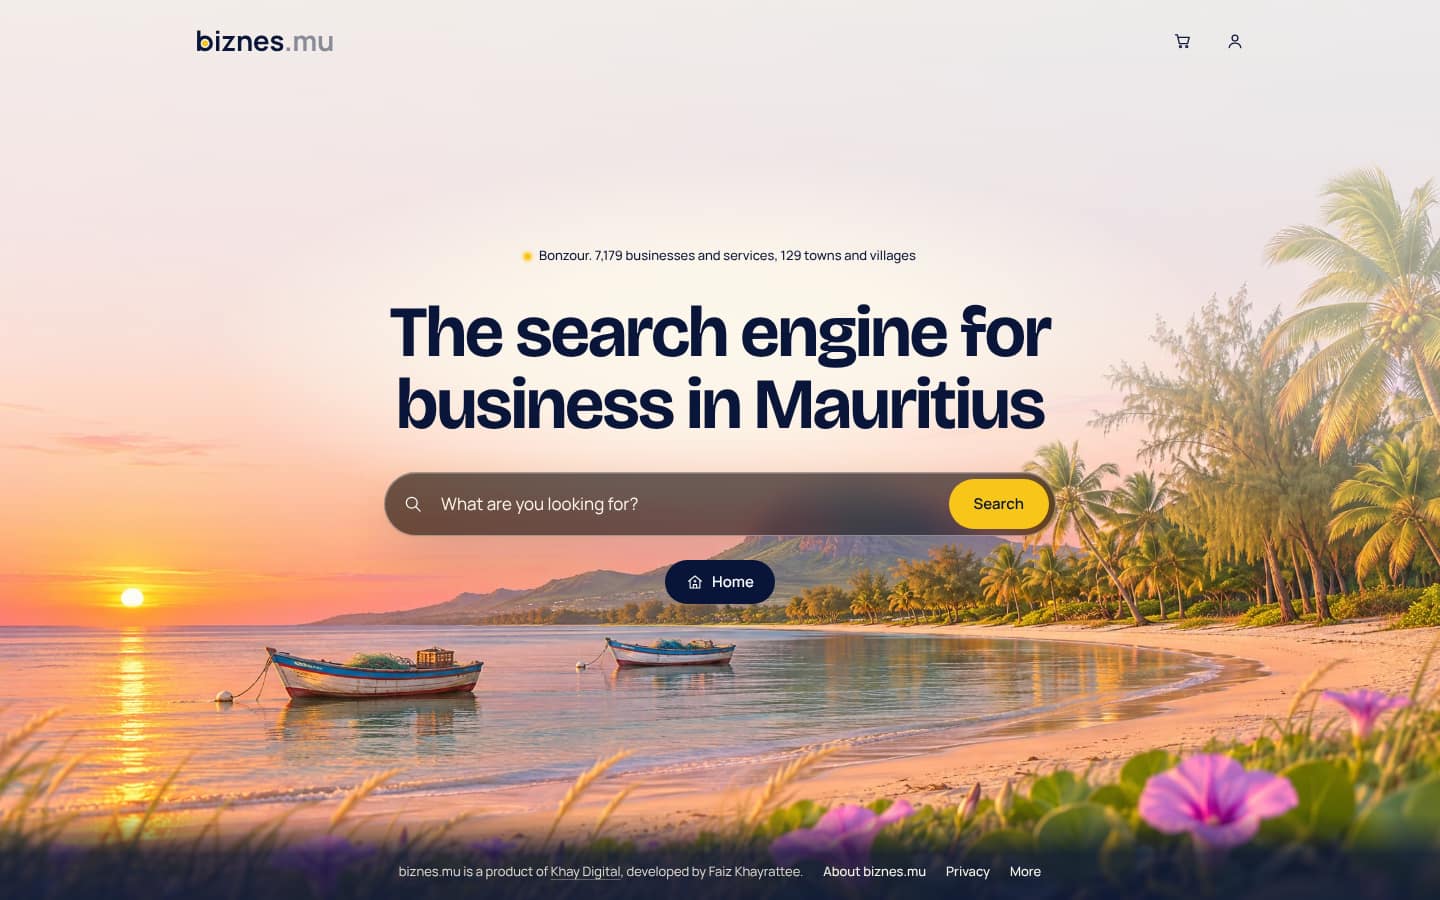 biznes.mu
Bonzour. 7,179 businesses and services, 129 towns and villages
The search engine for
business in Mauritius
What are you looking for?
Search
Home
biznes.mu is a product of Khay Digital, developed by Faiz Khayrattee.
About biznes.mu
Privacy
More